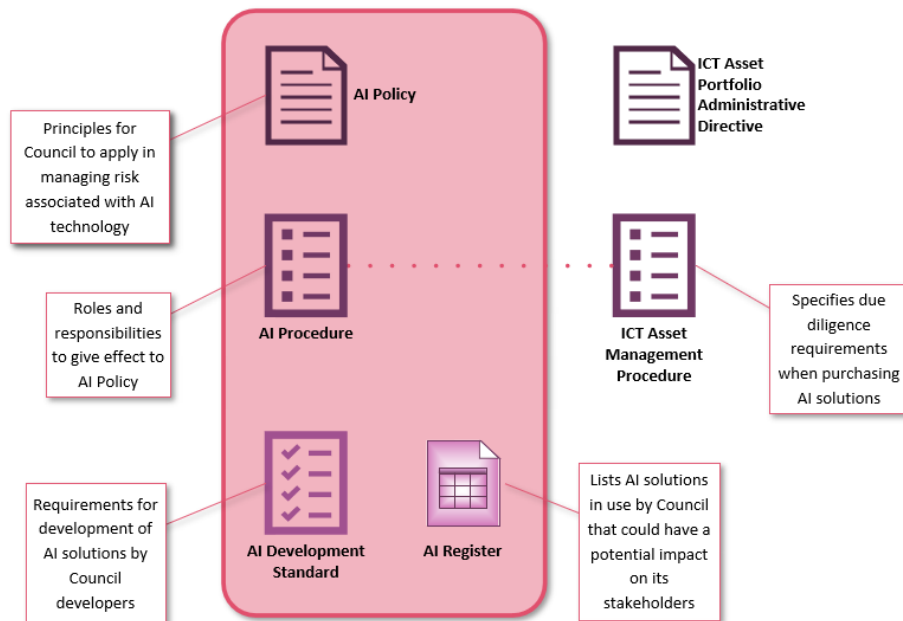 AI Policy
ICT Asset
Portfolio
Administrative
Directive
Principles for
Council to apply in
managing risk
associated with AI
technology
Roles and
responsibilities
to give effect to
AI Policy
AI Procedure
ICT Asset
Management
Procedure
Specifies due
diligence
requirements
when purchasing
AI solutions
Requirements for
development of
AI solutions by
Council
developers
AI Development
Standard
AI Register
Lists AI solutions
in use by Council
that could have a
potential impact
on its
stakeholders